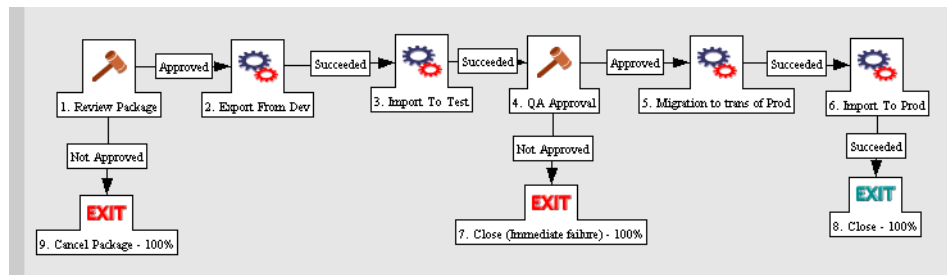 Approved
Succeeded
Succeeded
Approved
Succeeded
1. Review Package
2. Export From Dev
3. Import To Test
4. QA Approval
5. Migration to trans of Prod
6. Import To Prod
Not Approved
Not Approved
Succeeded
EXIT
EXIT
EXIT
9. Cancel Package - 100%
7. Close (Immediate failure) - 100%
8. Close - 100%